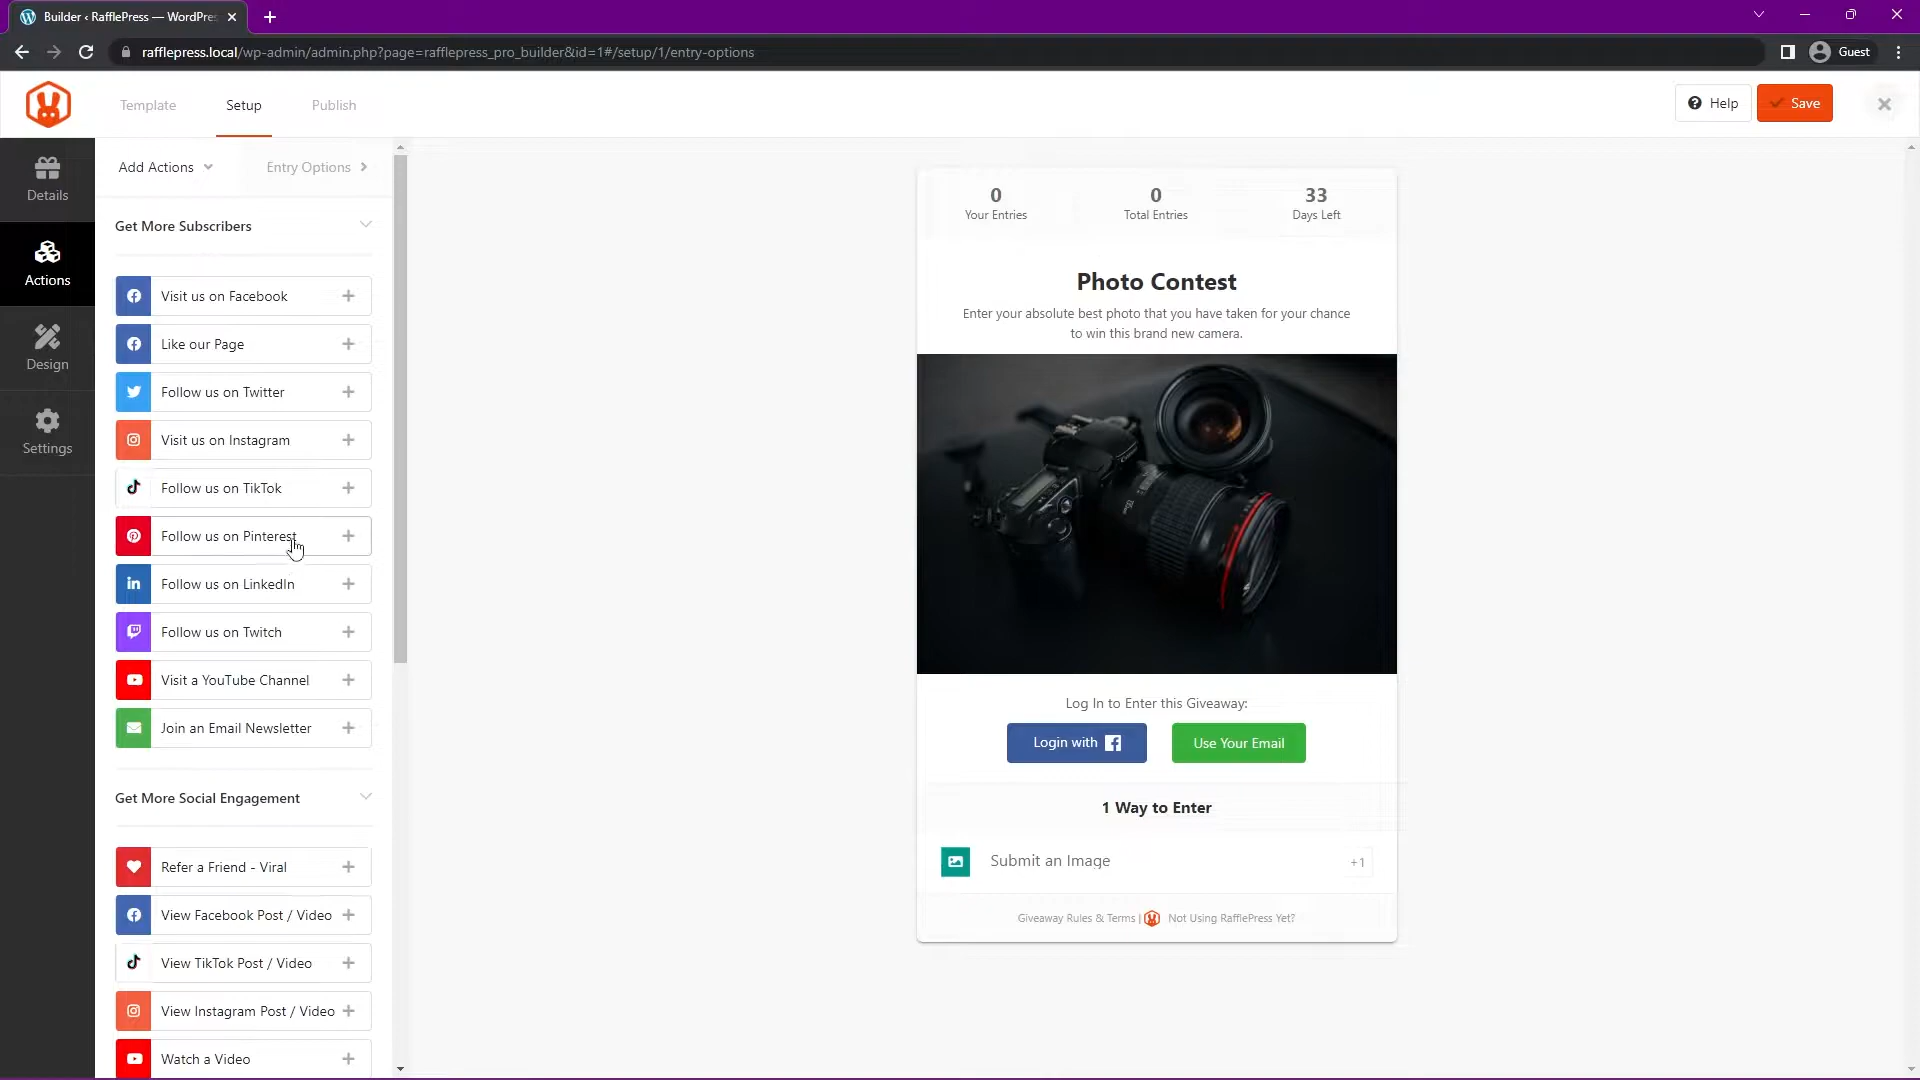 Builder ‹ RafflePress — WordPres
rafflepress.local/wp-admin/admin.php?page=rafflepress_pro_builder&id=1#/setup/1/entry-options
Guest
Template
Setup
Publish
Help
Save
Details
Actions
Design
Settings
Add Actions
Entry Options
Get More Subscribers
Visit us on Facebook
Like our Page
Follow us on Twitter
Visit us on Instagram
Follow us on TikTok
Follow us on Pinterest
Follow us on LinkedIn
Follow us on Twitch
Visit a YouTube Channel
Join an Email Newsletter
Get More Social Engagement
Refer a Friend - Viral
View Facebook Post / Video
View TikTok Post / Video
View Instagram Post / Video
Watch a Video
0 0 33
Your Entries Total Entries Days Left
Photo Contest
Enter your absolute best photo that you have taken for your chance
to win this brand new camera.
Log In to Enter this Giveaway:
Login with
Use Your Email
1 Way to Enter
Submit an Image +1
Giveaway Rules & Terms | Not Using RafflePress Yet?